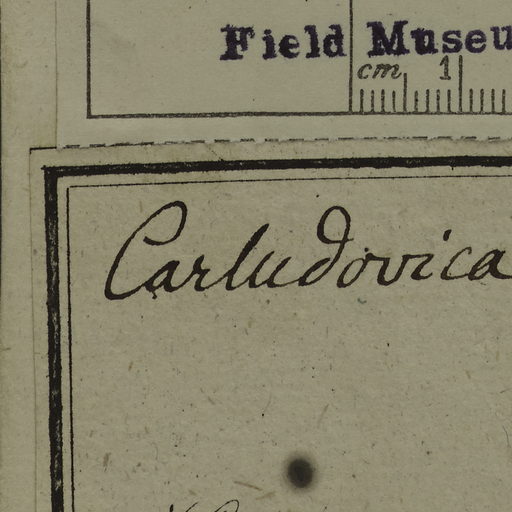 Field Museu
cm 1
Carludovica